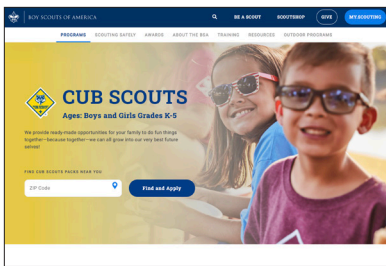 BOY SCOUTS OF AMERICA
BE A SCOUT SCOUTSHOP GIVE MY.SCOUTING
PROGRAMS SCOUTING SAFELY AWARDS ABOUT THE BSA TRAINING RESOURCES OUTDOOR PROGRAMS
CUB SCOUTS
Ages: Boys and Girls Grades K-5
We provide ready-made opportunities for your family to do fun things
together—because together—we can all grow into our very best future
selves!
FIND CUB SCOUTS PACKS NEAR YOU
ZIP Code
Find and Apply